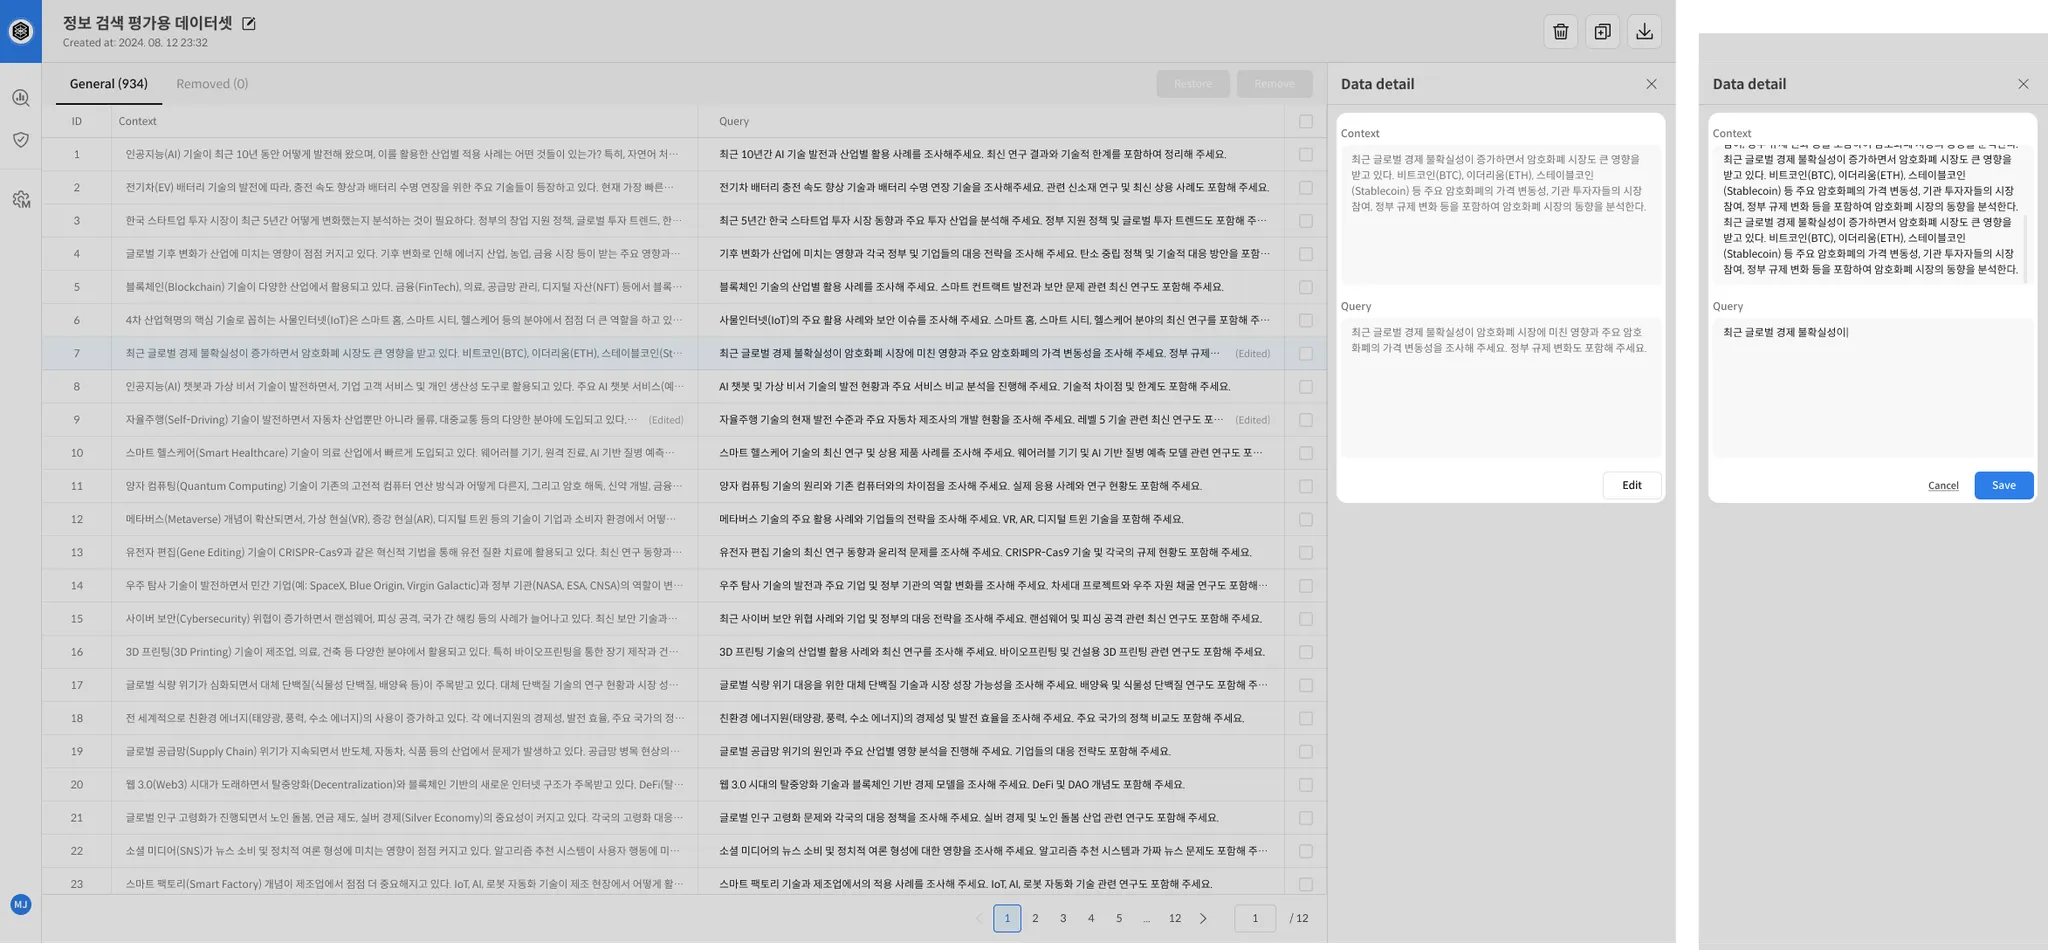 정보 검색 평가용 데이터셋
Created at: 2024. 08. 12 23:32
General (934) Removed (0) Restore Remove
ID Context Query
1 인공지능(AI) 기술이 최근 10년 동안 어떻게 발전해 왔으며, 이를 활용한 산업별 적용 사례는 어떤 것들이 있는가? 특히, 자연어 처… 최근 10년간 AI 기술 발전과 산업별 활용 사례를 조사해주세요. 최신 연구 결과와 기술적 한계를 포함하여 정리해 주세요.
2 전기차(EV) 배터리 기술의 발전에 따라, 충전 속도 향상과 배터리 수명 연장을 위한 주요 기술들이 등장하고 있다. 현재 가장 빠른… 전기차 배터리 충전 속도 향상 기술과 배터리 수명 연장 기술을 조사해주세요. 관련 신소재 연구 및 최신 상용 사례도 포함해 주세요.
3 한국 스타트업 투자 시장이 최근 5년간 어떻게 변화했는지 분석하는 것이 필요하다. 정부의 창업 지원 정책, 글로벌 투자 트렌드, 한… 최근 5년간 한국 스타트업 투자 시장 동향과 주요 투자 산업을 분석해 주세요. 정부 지원 정책 및 글로벌 투자 트렌드도 포함해 주…
4 글로벌 기후 변화가 산업에 미치는 영향이 점점 커지고 있다. 기후 변화로 인해 에너지 산업, 농업, 금융 시장 등이 받는 주요 영향과… 기후 변화가 산업에 미치는 영향과 각국 정부 및 기업들의 대응 전략을 조사해 주세요. 탄소 중립 정책 및 기술적 대응 방안을 포함…
5 블록체인(Blockchain) 기술이 다양한 산업에서 활용되고 있다. 금융(FinTech), 의료, 공급망 관리, 디지털 자산(NFT) 등에서 블록… 블록체인 기술의 산업별 활용 사례를 조사해 주세요. 스마트 컨트랙트 발전과 보안 문제 관련 최신 연구도 포함해 주세요.
6 4차 산업혁명의 핵심 기술로 꼽히는 사물인터넷(IoT)은 스마트 홈, 스마트 시티, 헬스케어 등의 분야에서 점점 더 큰 역할을 하고 있… 사물인터넷(IoT)의 주요 활용 사례와 보안 이슈를 조사해 주세요. 스마트 홈, 스마트 시티, 헬스케어 분야의 최신 연구를 포함해 주…
7 최근 글로벌 경제 불확실성이 증가하면서 암호화폐 시장도 큰 영향을 받고 있다. 비트코인(BTC), 이더리움(ETH), 스테이블코인(St… 최근 글로벌 경제 불확실성이 암호화폐 시장에 미친 영향과 주요 암호화폐의 가격 변동성을 조사해 주세요. 정부 규제… (Edited)
8 인공지능(AI) 챗봇과 가상 비서 기술이 발전하면서, 기업 고객 서비스 및 개인 생산성 도구로 활용되고 있다. 주요 AI 챗봇 서비스(예… AI 챗봇 및 가상 비서 기술의 발전 현황과 주요 서비스 비교 분석을 진행해 주세요. 기술적 차이점 및 한계도 포함해 주세요.
9 자율주행(Self-Driving) 기술이 발전하면서 자동차 산업뿐만 아니라 물류, 대중교통 등의 다양한 분야에 도입되고 있다.… (Edited) 자율주행 기술의 현재 발전 수준과 주요 자동차 제조사의 개발 현황을 조사해 주세요. 레벨 5 기술 관련 최신 연구도 포… (Edited)
10 스마트 헬스케어(Smart Healthcare) 기술이 의료 산업에서 빠르게 도입되고 있다. 웨어러블 기기, 원격 진료, AI 기반 질병 예측… 스마트 헬스케어 기술의 최신 연구 및 상용 제품 사례를 조사해 주세요. 웨어러블 기기 및 AI 기반 질병 예측 모델 관련 연구도 포…
11 양자 컴퓨팅(Quantum Computing) 기술이 기존의 고전적 컴퓨터 연산 방식과 어떻게 다른지, 그리고 암호 해독, 신약 개발, 금융… 양자 컴퓨팅 기술의 원리와 기존 컴퓨터와의 차이점을 조사해 주세요. 실제 응용 사례와 연구 현황도 포함해 주세요.
12 메타버스(Metaverse) 개념이 확산되면서, 가상 현실(VR), 증강 현실(AR), 디지털 트윈 등의 기술이 기업과 소비자 환경에서 어떻… 메타버스 기술의 주요 활용 사례와 기업들의 전략을 조사해 주세요. VR, AR, 디지털 트윈 기술을 포함해 주세요.
13 유전자 편집(Gene Editing) 기술이 CRISPR-Cas9과 같은 혁신적 기법을 통해 유전 질환 치료에 활용되고 있다. 최신 연구 동향과… 유전자 편집 기술의 최신 연구 동향과 윤리적 문제를 조사해 주세요. CRISPR-Cas9 기술 및 각국의 규제 현황도 포함해 주세요.
14 우주 탐사 기술이 발전하면서 민간 기업(예: SpaceX, Blue Origin, Virgin Galactic)과 정부 기관(NASA, ESA, CNSA)의 역할이 변… 우주 탐사 기술의 발전과 주요 기업 및 정부 기관의 역할 변화를 조사해 주세요. 차세대 프로젝트와 우주 자원 채굴 연구도 포함해…
15 사이버 보안(Cybersecurity) 위협이 증가하면서 랜섬웨어, 피싱 공격, 국가 간 해킹 등의 사례가 늘어나고 있다. 최신 보안 기술과… 최근 사이버 보안 위협 사례와 기업 및 정부의 대응 전략을 조사해 주세요. 랜섬웨어 및 피싱 공격 관련 최신 연구도 포함해 주세요.
16 3D 프린팅(3D Printing) 기술이 제조업, 의료, 건축 등 다양한 분야에서 활용되고 있다. 특히 바이오프린팅을 통한 장기 제작과 건… 3D 프린팅 기술의 산업별 활용 사례와 최신 연구를 조사해 주세요. 바이오프린팅 및 건설용 3D 프린팅 관련 연구도 포함해 주세요.
17 글로벌 식량 위기가 심화되면서 대체 단백질(식물성 단백질, 배양육 등)이 주목받고 있다. 대체 단백질 기술의 연구 현황과 시장 성… 글로벌 식량 위기 대응을 위한 대체 단백질 기술과 시장 성장 가능성을 조사해 주세요. 배양육 및 식물성 단백질 연구도 포함해 주…
18 전 세계적으로 친환경 에너지(태양광, 풍력, 수소 에너지)의 사용이 증가하고 있다. 각 에너지원의 경제성, 발전 효율, 주요 국가의 정… 친환경 에너지원(태양광, 풍력, 수소 에너지)의 경제성 및 발전 효율을 조사해 주세요. 주요 국가의 정책 비교도 포함해 주세요.
19 글로벌 공급망(Supply Chain) 위기가 지속되면서 반도체, 자동차, 식품 등의 산업에서 문제가 발생하고 있다. 공급망 병목 현상의… 글로벌 공급망 위기의 원인과 주요 산업별 영향 분석을 진행해 주세요. 기업들의 대응 전략도 포함해 주세요.
20 웹 3.0(Web3) 시대가 도래하면서 탈중앙화(Decentralization)와 블록체인 기반의 새로운 인터넷 구조가 주목받고 있다. DeFi(탈… 웹 3.0 시대의 탈중앙화 기술과 블록체인 기반 경제 모델을 조사해 주세요. DeFi 및 DAO 개념도 포함해 주세요.
21 글로벌 인구 고령화가 진행되면서 노인 돌봄, 연금 제도, 실버 경제(Silver Economy)의 중요성이 커지고 있다. 각국의 고령화 대응… 글로벌 인구 고령화 문제와 각국의 대응 정책을 조사해 주세요. 실버 경제 및 노인 돌봄 산업 관련 연구도 포함해 주세요.
22 소셜 미디어(SNS)가 뉴스 소비 및 정치적 여론 형성에 미치는 영향이 점점 커지고 있다. 알고리즘 추천 시스템이 사용자 행동에 미… 소셜 미디어의 뉴스 소비 및 정치적 여론 형성에 대한 영향을 조사해 주세요. 알고리즘 추천 시스템과 가짜 뉴스 문제도 포함해 주…
23 스마트 팩토리(Smart Factory) 개념이 제조업에서 점점 더 중요해지고 있다. IoT, AI, 로봇 자동화 기술이 제조 현장에서 어떻게 활… 스마트 팩토리 기술과 제조업에서의 적용 사례를 조사해 주세요. IoT, AI, 로봇 자동화 기술 관련 연구도 포함해 주세요.
MJ
1 2 3 4 5 … 12 1 / 12
Data detail
Context
최근 글로벌 경제 불확실성이 증가하면서 암호화폐 시장도 큰 영향을
받고 있다. 비트코인(BTC), 이더리움(ETH), 스테이블코인
(Stablecoin) 등 주요 암호화폐의 가격 변동성, 기관 투자자들의 시장
참여, 정부 규제 변화 등을 포함하여 암호화폐 시장의 동향을 분석한다.
Query
최근 글로벌 경제 불확실성이 암호화폐 시장에 미친 영향과 주요 암호
화폐의 가격 변동성을 조사해 주세요. 정부 규제 변화도 포함해 주세요.
Edit
Data detail
Context
참여, 정부 규제 변화 등을 포함하여 암호화폐 시장의 동향을 분석한다.
최근 글로벌 경제 불확실성이 증가하면서 암호화폐 시장도 큰 영향을
받고 있다. 비트코인(BTC), 이더리움(ETH), 스테이블코인
(Stablecoin) 등 주요 암호화폐의 가격 변동성, 기관 투자자들의 시장
참여, 정부 규제 변화 등을 포함하여 암호화폐 시장의 동향을 분석한다.
최근 글로벌 경제 불확실성이 증가하면서 암호화폐 시장도 큰 영향을
받고 있다. 비트코인(BTC), 이더리움(ETH), 스테이블코인
(Stablecoin) 등 주요 암호화폐의 가격 변동성, 기관 투자자들의 시장
참여, 정부 규제 변화 등을 포함하여 암호화폐 시장의 동향을 분석한다.
Query
최근 글로벌 경제 불확실성이
Cancel Save